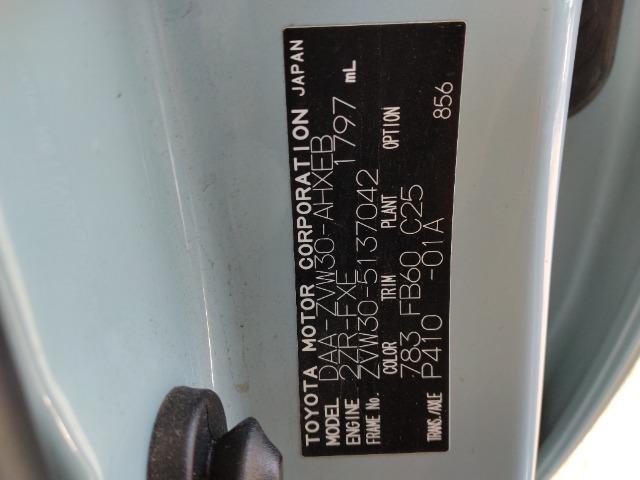 TOYOTA MOTOR CORPORATION JAPAN
MODEL DAA-ZVW30-AHXEB
ENGINE 2ZR-FXE 1797 mL
FRAME No. ZVW30-5137042
COLOR TRIM PLANT OPTION
783 FB60 C25 856
TRANS./AXLE P410 -01A